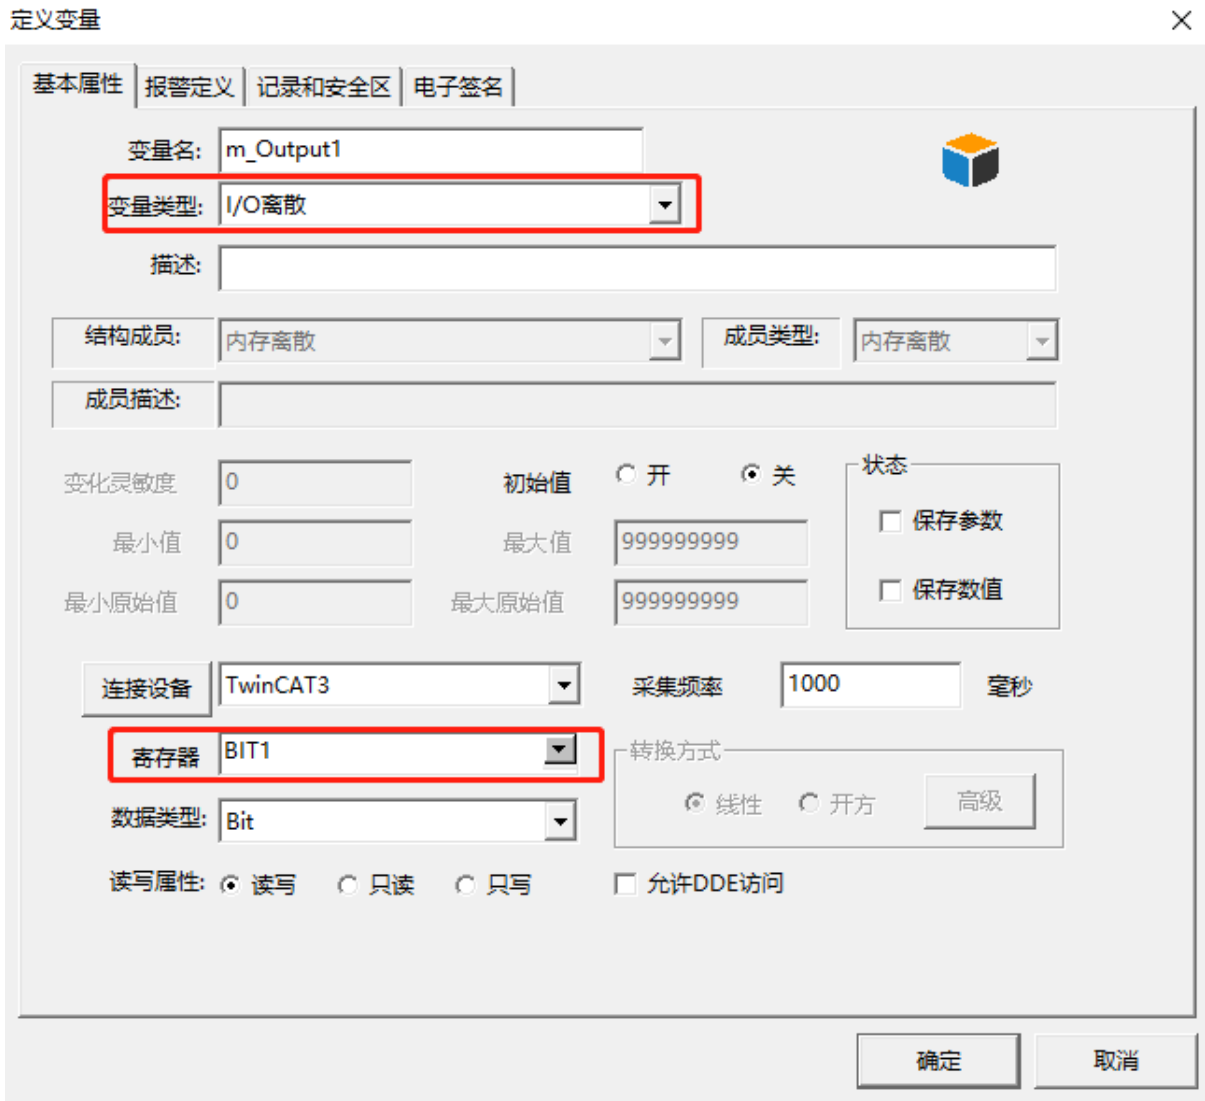 定义变量
基本属性 报警定义 记录和安全区 电子签名
变量名: m_Output1
变量类型: I/O离散
描述:
结构成员: 内存离散 成员类型: 内存离散
成员描述:
变化灵敏度 0 初始值 开 关 状态
最小值 0 最大值 999999999 保存参数
最小原始值 0 最大原始值 999999999 保存数值
连接设备 TwinCAT3 采集频率 1000 毫秒
寄存器 BIT1 转换方式
数据类型: Bit 线性 开方 高级
读写属性: 读写 只读 只写 允许DDE访问
确定 取消